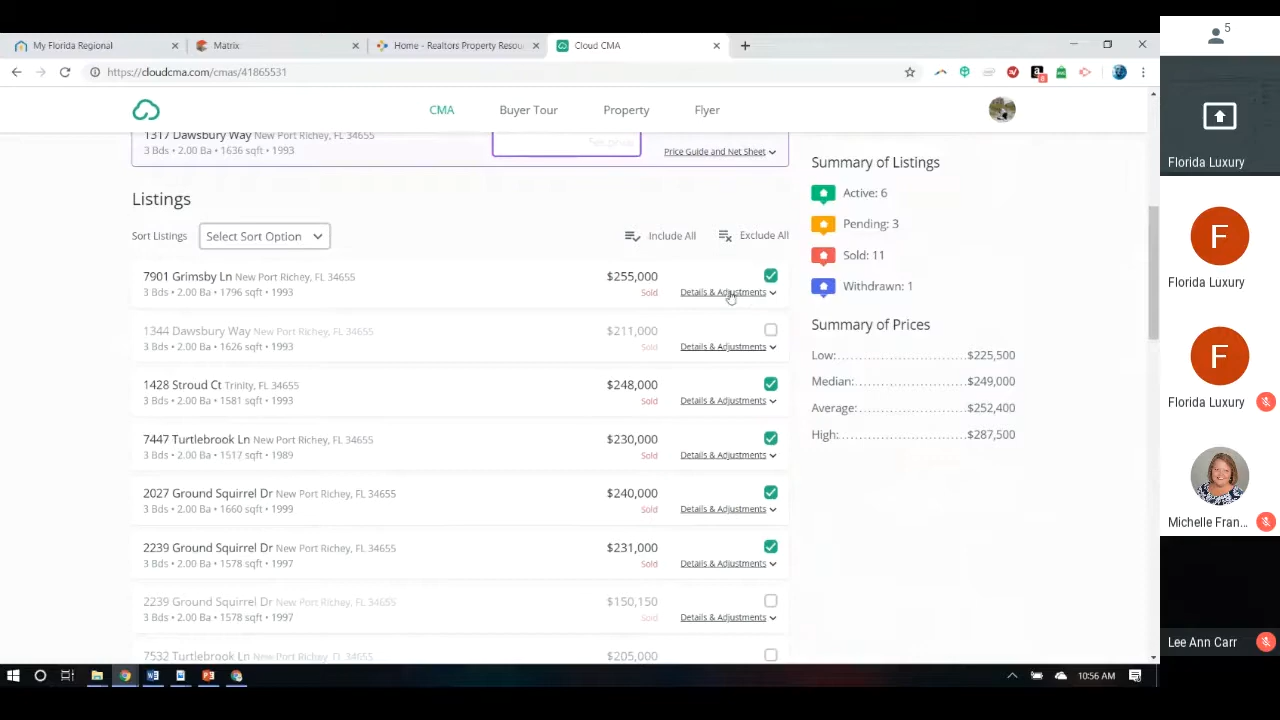 My Florida Regional
Matrix
Home - Realtors Property Resou
Cloud CMA
https://cloudcma.com/cmas/41865531
CMA
Buyer Tour
Property
Flyer
1317 Dawsbury Way New Port Richey, FL 34655
3 Bds • 2.00 Ba • 1636 sqft • 1993
Price Guide and Net Sheet
Listings
Sort Listings
Select Sort Option
Include All
Exclude All
7901 Grimsby Ln New Port Richey, FL 34655
$255,000
3 Bds • 2.00 Ba • 1796 sqft • 1993
Sold
Details & Adjustments
1344 Dawsbury Way New Port Richey, FL 34655
$211,000
3 Bds • 2.00 Ba • 1626 sqft • 1993
Sold
Details & Adjustments
1428 Stroud Ct Trinity, FL 34655
$248,000
3 Bds • 2.00 Ba • 1581 sqft • 1993
Sold
Details & Adjustments
7447 Turtlebrook Ln New Port Richey, FL 34655
$230,000
3 Bds • 2.00 Ba • 1517 sqft • 1989
Sold
Details & Adjustments
2027 Ground Squirrel Dr New Port Richey, FL 34655
$240,000
3 Bds • 2.00 Ba • 1660 sqft • 1999
Sold
Details & Adjustments
2239 Ground Squirrel Dr New Port Richey, FL 34655
$231,000
3 Bds • 2.00 Ba • 1578 sqft • 1997
Sold
Details & Adjustments
2239 Ground Squirrel Dr New Port Richey, FL 34655
$150,150
3 Bds • 2.00 Ba • 1578 sqft • 1997
Sold
Details & Adjustments
7532 Turtlebrook Ln New Port Richey, FL 34655
$205,000
Summary of Listings
Active: 6
Pending: 3
Sold: 11
Withdrawn: 1
Summary of Prices
Low: $225,500
Median: $249,000
Average: $252,400
High: $287,500
10:56 AM
5
Florida Luxury
F
Florida Luxury
F
Florida Luxury
Michelle Fran...
Lee Ann Carr